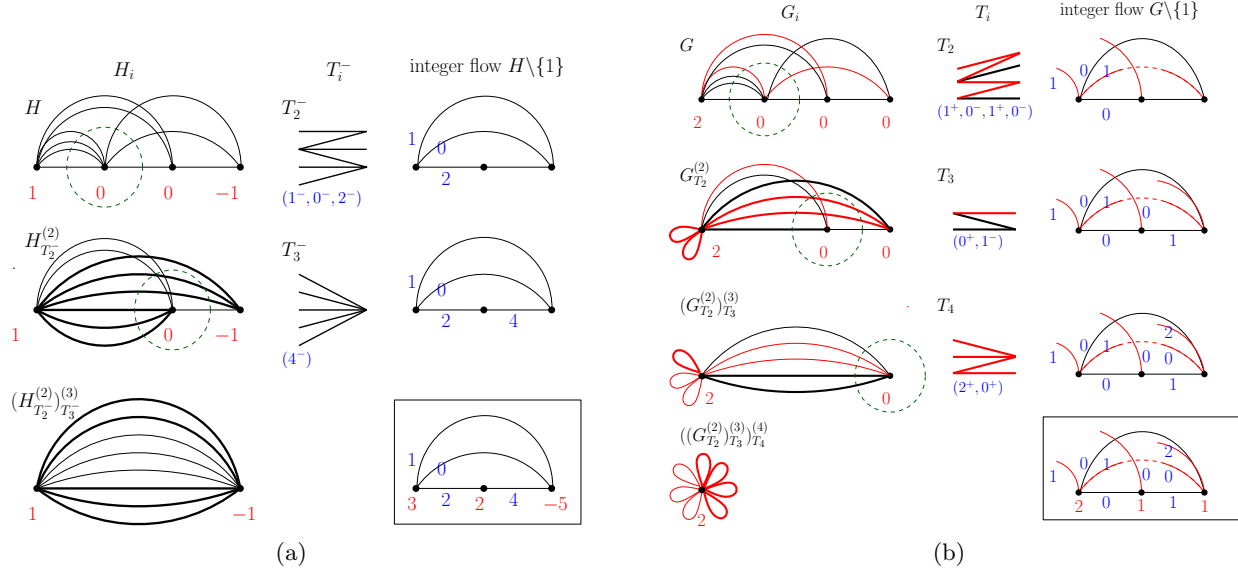 H_i T_i^- integer flow H\{1}
H T_2^-
1 0
1 0 0 −1 (1^-, 0^-, 2^-) 2
H_{T_2^-}^{(2)} T_3^-
1 0
1 0 −1 2 4
(4^-)
(H_{T_2^-}^{(2)})_{T_3^-}^{(3)}
1 0
2 4
1 −1 3 2 −5
(a)
G_i T_i integer flow G\{1}
G T_2
1 0 1
2 0 0 0 (1^+, 0^-, 1^+, 0^-) 0
G_{T_2}^{(2)} T_3
1 0 1 0
2 0 0 (0^+, 1^-) 0 1
(G_{T_2}^{(2)})_{T_3}^{(3)} T_4
1 0 1 2 0 0
2 0 (2^+, 0^+) 0 1
((G_{T_2}^{(2)})_{T_3}^{(3)})_{T_4}^{(4)}
1 0 1 2 0 0
2 2 0 1 1 1
(b)